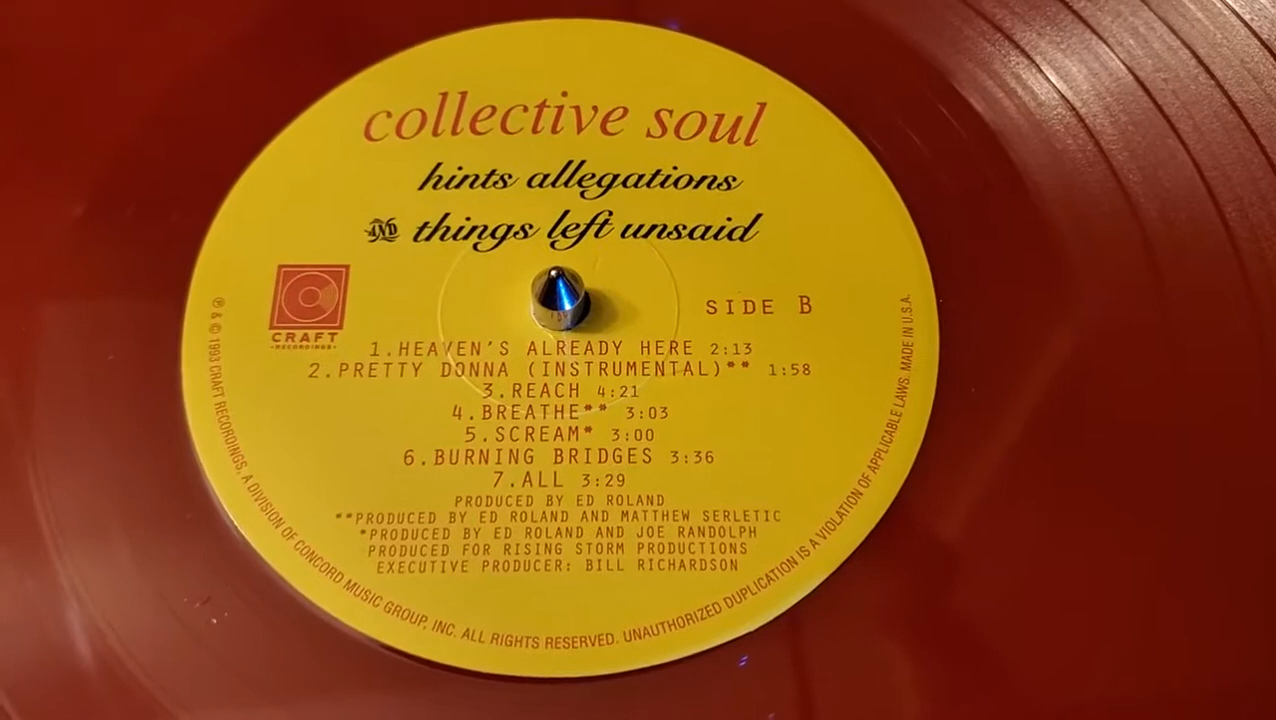 collective soul
hints allegations
AND things left unsaid
CRAFT
RECORDINGS
SIDE B
1.HEAVEN'S ALREADY HERE 2:13
2.PRETTY DONNA (INSTRUMENTAL)** 1:58
3.REACH 4:21
4.BREATHE** 3:03
5.SCREAM* 3:00
6.BURNING BRIDGES 3:36
7.ALL 3:29
PRODUCED BY ED ROLAND
**PRODUCED BY ED ROLAND AND MATTHEW SERLETIC
*PRODUCED BY ED ROLAND AND JOE RANDOLPH
PRODUCED FOR RISING STORM PRODUCTIONS
EXECUTIVE PRODUCER: BILL RICHARDSON
℗ & © 1993 CRAFT RECORDINGS, A DIVISION OF CONCORD MUSIC GROUP, INC. ALL RIGHTS RESERVED. UNAUTHORIZED DUPLICATION IS A VIOLATION OF APPLICABLE LAWS. MADE IN U.S.A.